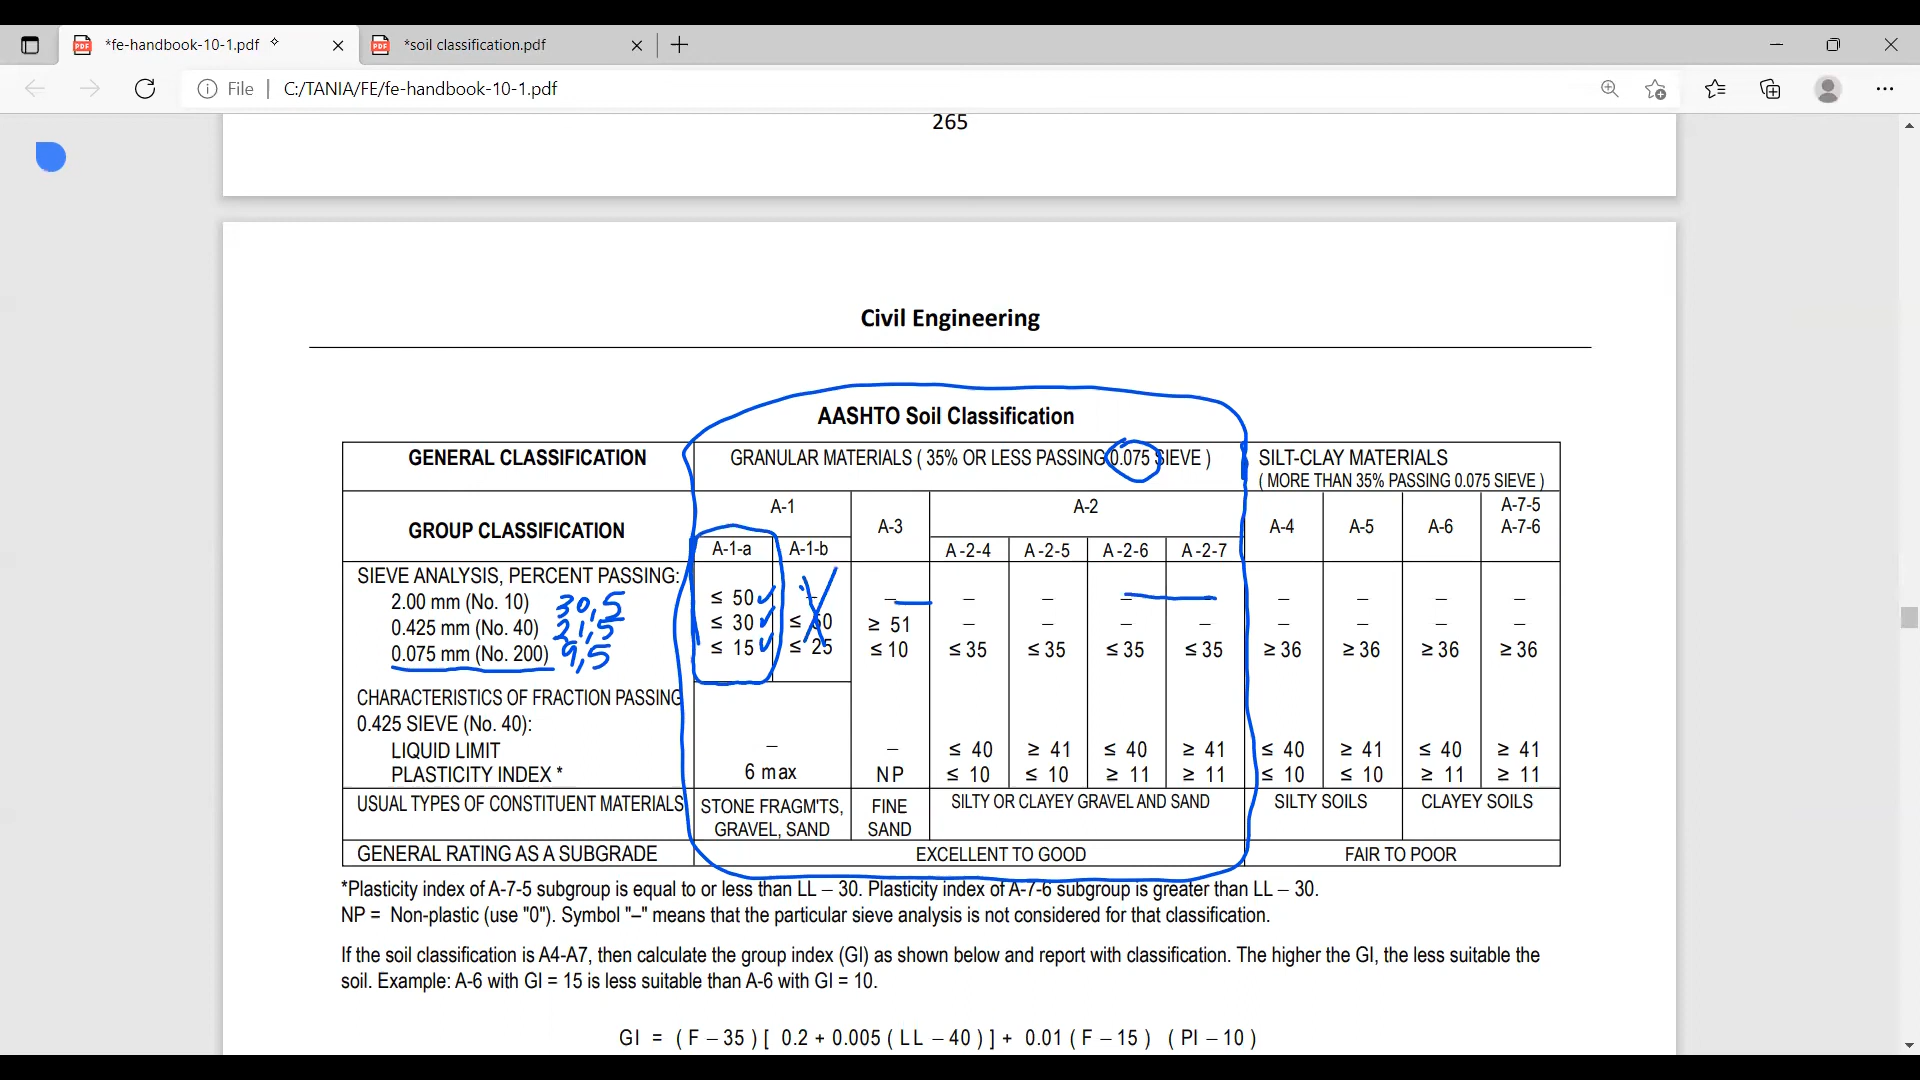 *fe-handbook-10-1.pdf
*soil classification.pdf
File | C:/TANIA/FE/fe-handbook-10-1.pdf
265
Civil Engineering
AASHTO Soil Classification
GENERAL CLASSIFICATION GRANULAR MATERIALS ( 35% OR LESS PASSING 0.075 SIEVE ) SILT-CLAY MATERIALS
( MORE THAN 35% PASSING 0.075 SIEVE )
GROUP CLASSIFICATION A-1 A-3 A-2 A-4 A-5 A-6 A-7-5
A-7-6
A-1-a A-1-b A -2-4 A -2-5 A -2-6 A -2-7
SIEVE ANALYSIS, PERCENT PASSING:
2.00 mm (No. 10) 30,5 ≤ 50 – – – – – – – – – –
0.425 mm (No. 40) 21,5 ≤ 30 ≤ 50 ≥ 51 – – – – – – – –
0.075 mm (No. 200) 9,5 ≤ 15 ≤ 25 ≤ 10 ≤ 35 ≤ 35 ≤ 35 ≤ 35 ≥ 36 ≥ 36 ≥ 36 ≥ 36
CHARACTERISTICS OF FRACTION PASSING
0.425 SIEVE (No. 40):
LIQUID LIMIT – – ≤ 40 ≥ 41 ≤ 40 ≥ 41 ≤ 40 ≥ 41 ≤ 40 ≥ 41
PLASTICITY INDEX * 6 max NP ≤ 10 ≤ 10 ≥ 11 ≥ 11 ≤ 10 ≤ 10 ≥ 11 ≥ 11
USUAL TYPES OF CONSTITUENT MATERIALS STONE FRAGM'TS, FINE SILTY OR CLAYEY GRAVEL AND SAND SILTY SOILS CLAYEY SOILS
GRAVEL, SAND SAND
GENERAL RATING AS A SUBGRADE EXCELLENT TO GOOD FAIR TO POOR
*Plasticity index of A-7-5 subgroup is equal to or less than LL – 30. Plasticity index of A-7-6 subgroup is greater than LL – 30.
NP = Non-plastic (use "0"). Symbol "–" means that the particular sieve analysis is not considered for that classification.
If the soil classification is A4-A7, then calculate the group index (GI) as shown below and report with classification. The higher the GI, the less suitable the
soil. Example: A-6 with GI = 15 is less suitable than A-6 with GI = 10.
GI = ( F – 35 ) [ 0.2 + 0.005 ( LL – 40 ) ] + 0.01 ( F – 15 ) ( PI – 10 )